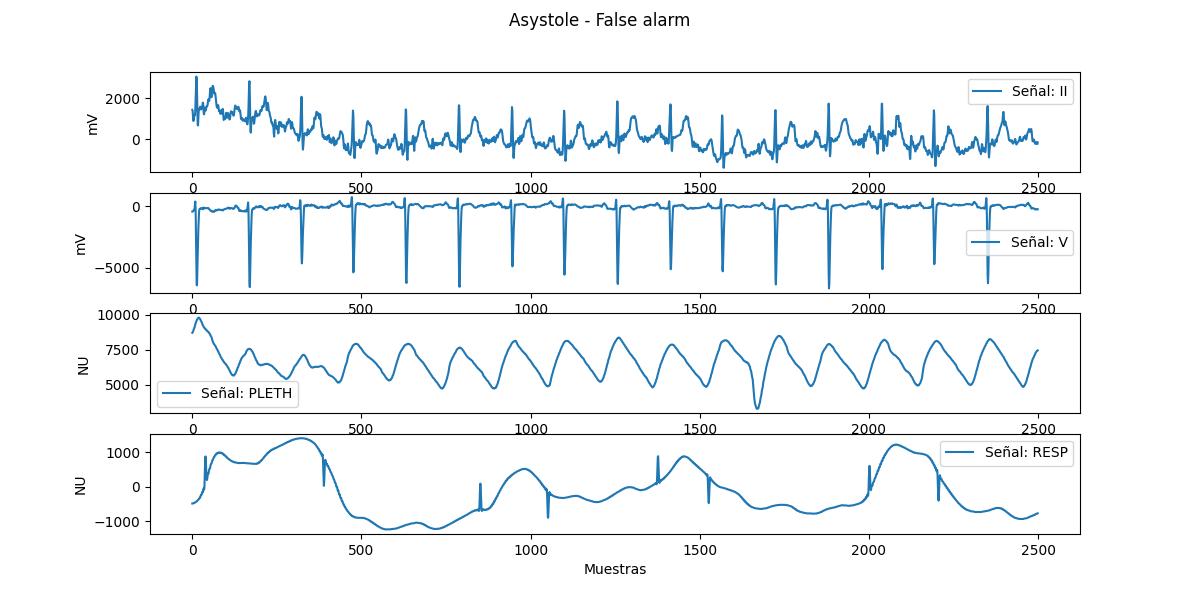 Asystole - False alarm
2000
0
mV
Señal: II
0 500 1000 1500 2000 2500
0
−5000
mV
Señal: V
0 500 1000 1500 2000 2500
10000
7500
5000
NU
Señal: PLETH
0 500 1000 1500 2000 2500
1000
0
−1000
NU
Señal: RESP
0 500 1000 1500 2000 2500
Muestras